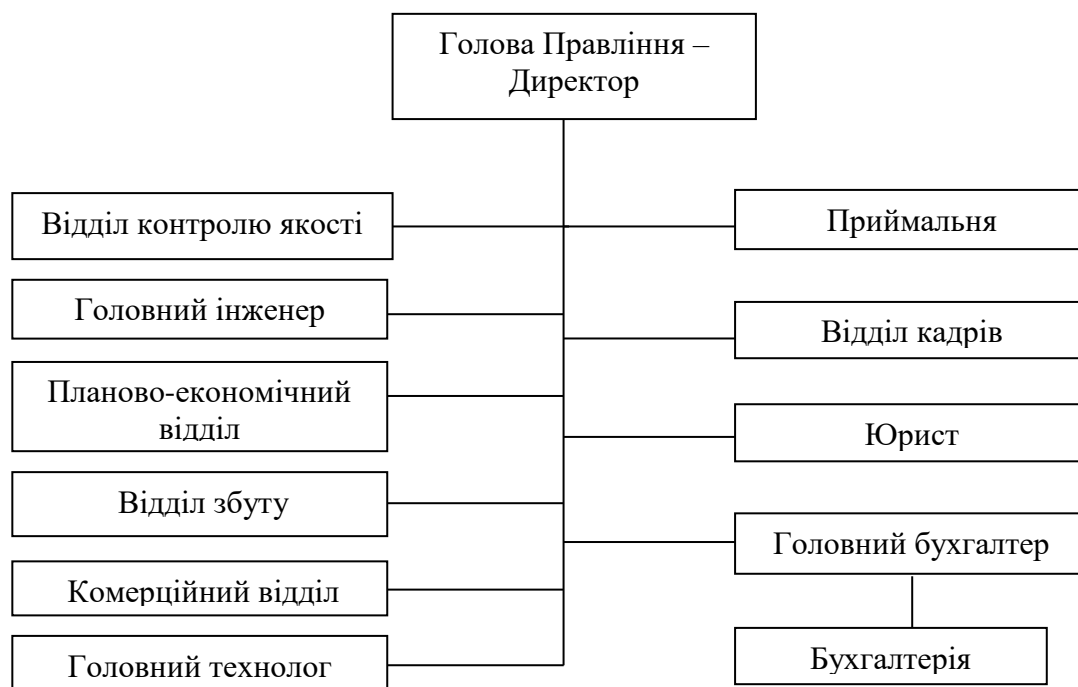 Голова Правління –
Директор
Відділ контролю якості
Приймальня
Головний інженер
Відділ кадрів
Планово-економічний
відділ
Юрист
Відділ збуту
Головний бухгалтер
Комерційний відділ
Головний технолог
Бухгалтерія